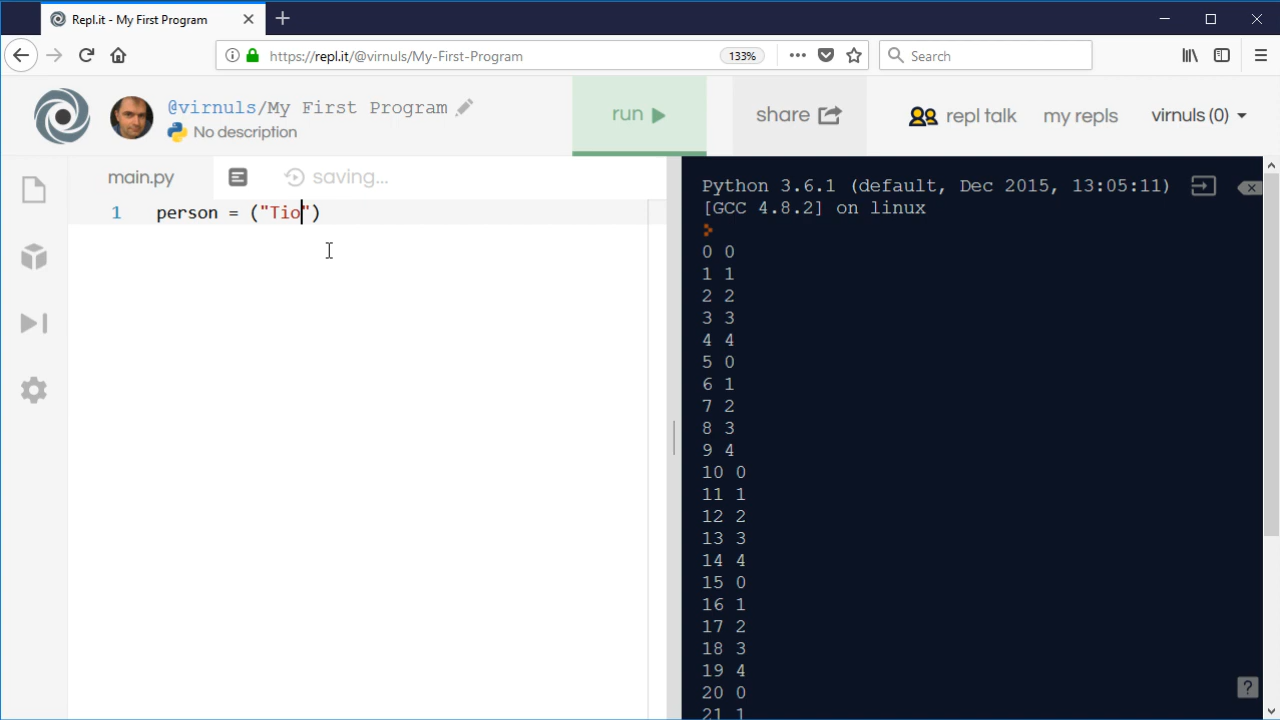 Repl.it - My First Program
https://repl.it/@virnuls/My-First-Program
133%
Search
@virnuls/My First Program
No description
run
share
repl talk
my repls
virnuls (0)
main.py
saving...
1 person = ("Tio")
Python 3.6.1 (default, Dec 2015, 13:05:11)
[GCC 4.8.2] on linux
0 0
1 1
2 2
3 3
4 4
5 0
6 1
7 2
8 3
9 4
10 0
11 1
12 2
13 3
14 4
15 0
16 1
17 2
18 3
19 4
20 0
21 1
?